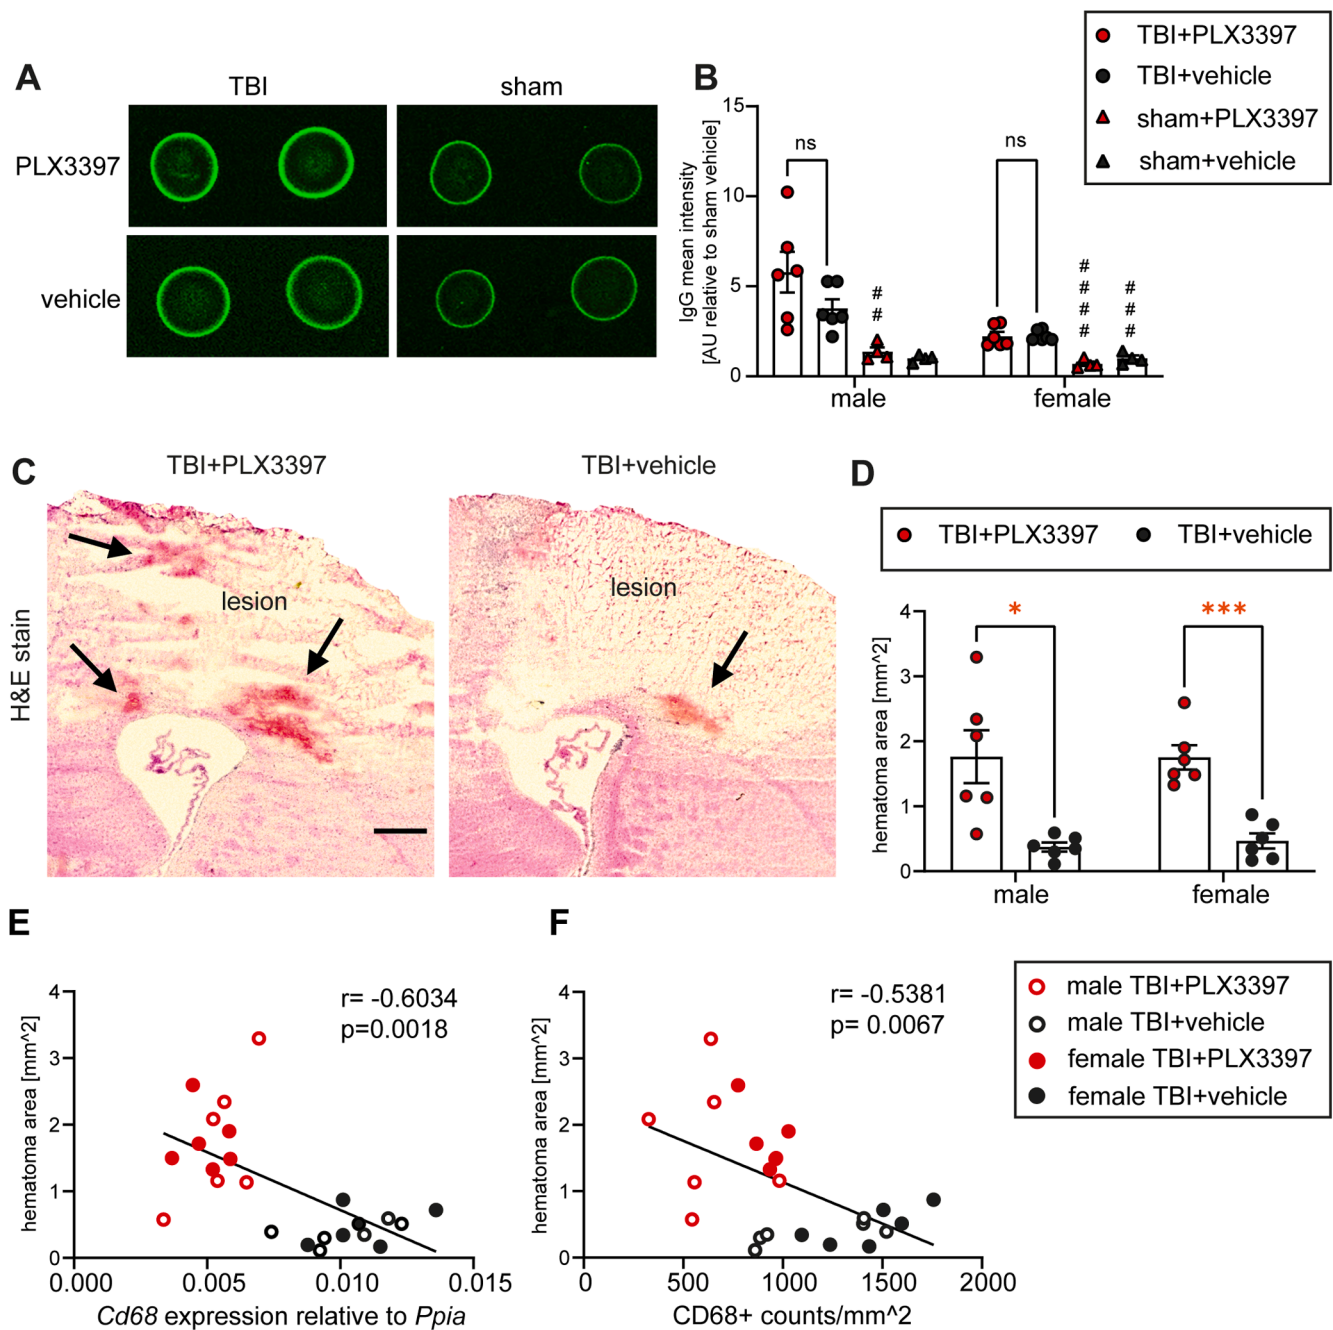 A
TBI
sham
PLX3397
vehicle
B
TBI+PLX3397
TBI+vehicle
sham+PLX3397
sham+vehicle
IgG mean intensity
[AU relative to sham vehicle]
15
10
5
0
ns
ns
#
#
#
#
#
#
#
#
#
male
female
C
TBI+PLX3397
TBI+vehicle
H&E stain
lesion
lesion
D
TBI+PLX3397
TBI+vehicle
hematoma area [mm^2]
4
3
2
1
0
*
***
male
female
E
hematoma area [mm^2]
4
3
2
1
0
r= -0.6034
p=0.0018
0.000
0.005
0.010
0.015
Cd68 expression relative to Ppia
F
hematoma area [mm^2]
4
3
2
1
0
r= -0.5381
p= 0.0067
0
500
1000
1500
2000
CD68+ counts/mm^2
male TBI+PLX3397
male TBI+vehicle
female TBI+PLX3397
female TBI+vehicle